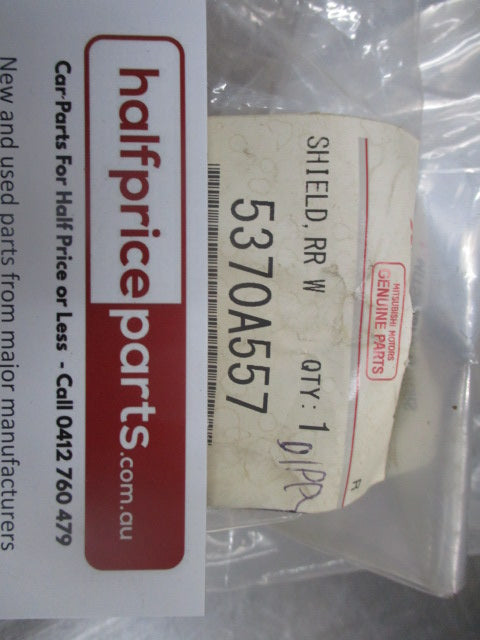 halfpriceparts.com.au
Car Parts For Half Price or Less - Call 0412 760 479
New and used parts from major manufacturers
MITSUBISHI MOTORS
GENUINE PARTS
SHIELD, RR W QTY: 1
5370A557
R